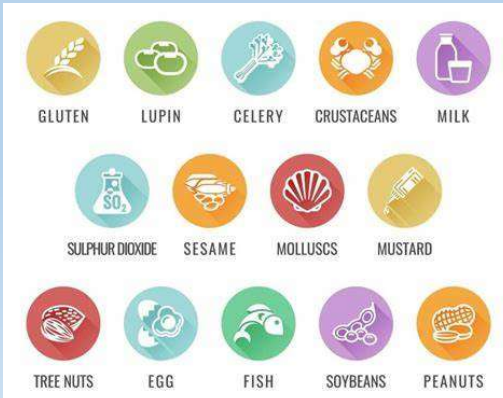 GLUTEN LUPIN CELERY CRUSTACEANS MILK
SO₂
SULPHUR DIOXIDE SESAME MOLLUSCS MUSTARD
TREE NUTS EGG FISH SOYBEANS PEANUTS